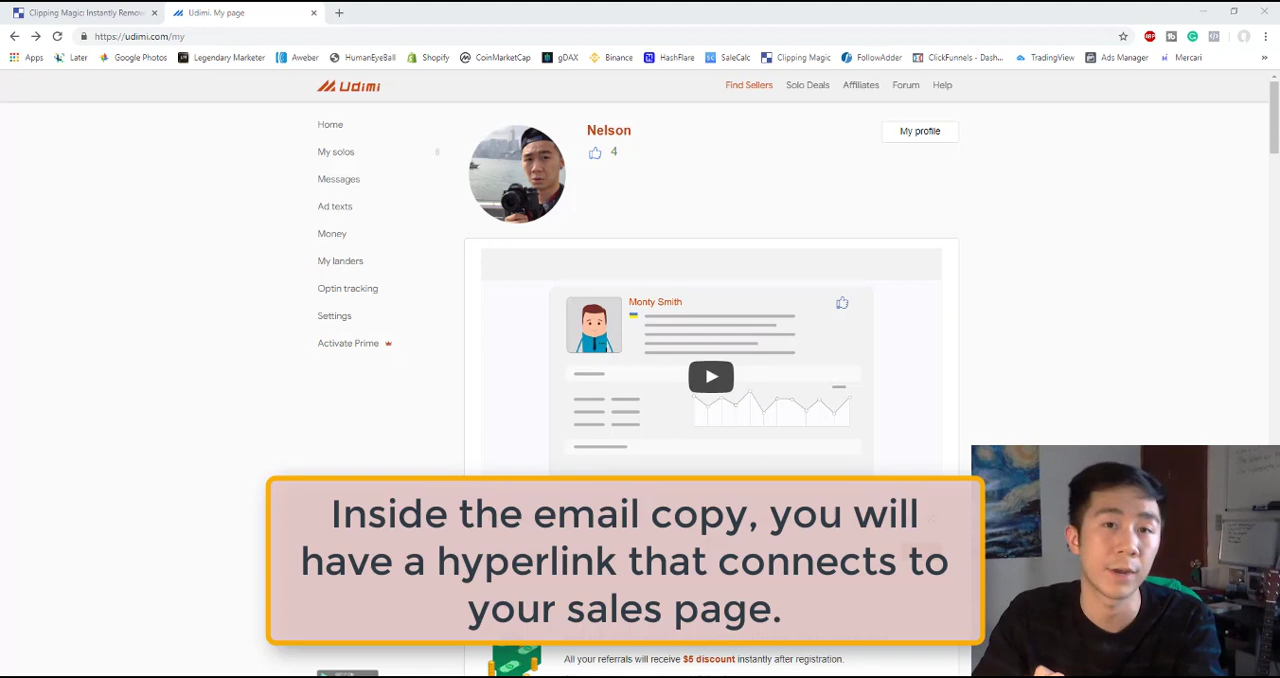 Clipping Magic: Instantly Remov
Udimi. My page
https://udimi.com/my
Apps Later Google Photos Legendary Marketer Aweber HumanEyeBall Shopify CoinMarketCap gDAX Binance HashFlare SaleCalc Clipping Magic FollowAdder ClickFunnels - Dash... TradingView Ads Manager Mercari »
Udimi
Find Sellers Solo Deals Affiliates Forum Help
Home
My solos
Messages
Ad texts
Money
My landers
Optin tracking
Settings
Activate Prime
Nelson
4
My profile
Monty Smith
Inside the email copy, you will
have a hyperlink that connects to
your sales page.
All your referrals will receive $5 discount instantly after registration.